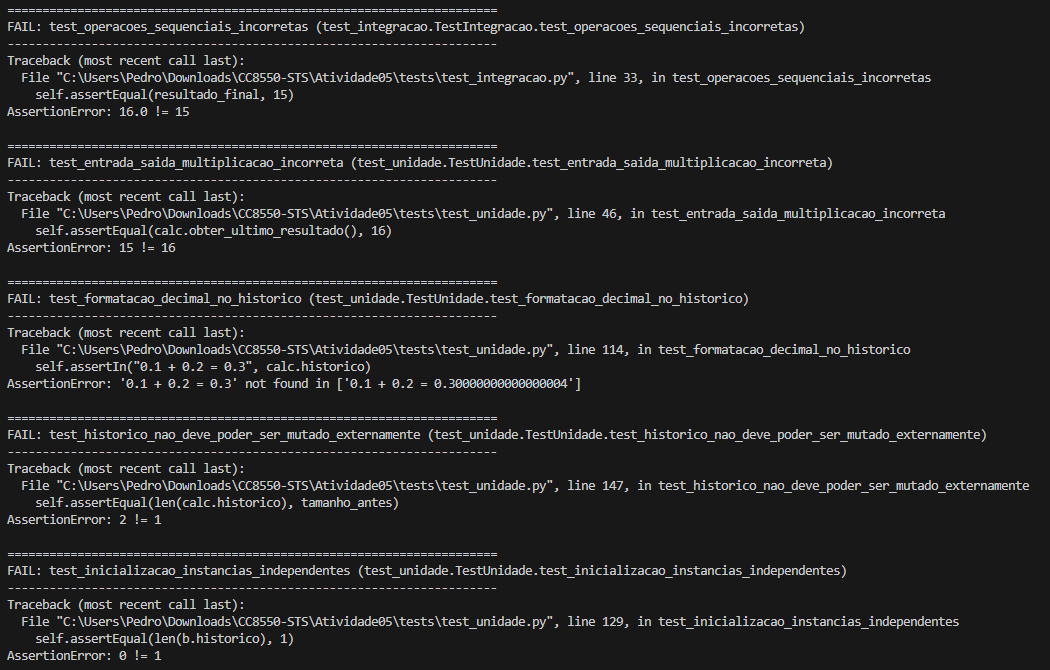 ======================================================================
FAIL: test_operacoes_sequenciais_incorretas (test_integracao.TestIntegracao.test_operacoes_sequenciais_incorretas)
----------------------------------------------------------------------
Traceback (most recent call last):
  File "C:\Users\Pedro\Downloads\CC8550-STS\Atividade05\tests\test_integracao.py", line 33, in test_operacoes_sequenciais_incorretas
    self.assertEqual(resultado_final, 15)
AssertionError: 16.0 != 15

======================================================================
FAIL: test_entrada_saida_multiplicacao_incorreta (test_unidade.TestUnidade.test_entrada_saida_multiplicacao_incorreta)
----------------------------------------------------------------------
Traceback (most recent call last):
  File "C:\Users\Pedro\Downloads\CC8550-STS\Atividade05\tests\test_unidade.py", line 46, in test_entrada_saida_multiplicacao_incorreta
    self.assertEqual(calc.obter_ultimo_resultado(), 16)
AssertionError: 15 != 16

======================================================================
FAIL: test_formatacao_decimal_no_historico (test_unidade.TestUnidade.test_formatacao_decimal_no_historico)
----------------------------------------------------------------------
Traceback (most recent call last):
  File "C:\Users\Pedro\Downloads\CC8550-STS\Atividade05\tests\test_unidade.py", line 114, in test_formatacao_decimal_no_historico
    self.assertIn("0.1 + 0.2 = 0.3", calc.historico)
AssertionError: '0.1 + 0.2 = 0.3' not found in ['0.1 + 0.2 = 0.30000000000000004']

======================================================================
FAIL: test_historico_nao_deve_poder_ser_mutado_externamente (test_unidade.TestUnidade.test_historico_nao_deve_poder_ser_mutado_externamente)
----------------------------------------------------------------------
Traceback (most recent call last):
  File "C:\Users\Pedro\Downloads\CC8550-STS\Atividade05\tests\test_unidade.py", line 147, in test_historico_nao_deve_poder_ser_mutado_externamente
    self.assertEqual(len(calc.historico), tamanho_antes)
AssertionError: 2 != 1

======================================================================
FAIL: test_inicializacao_instancias_independentes (test_unidade.TestUnidade.test_inicializacao_instancias_independentes)
----------------------------------------------------------------------
Traceback (most recent call last):
  File "C:\Users\Pedro\Downloads\CC8550-STS\Atividade05\tests\test_unidade.py", line 129, in test_inicializacao_instancias_independentes
    self.assertEqual(len(b.historico), 1)
AssertionError: 0 != 1